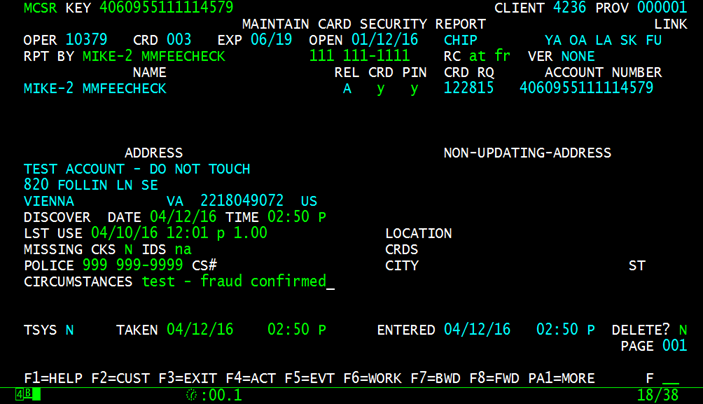 MCSR KEY 4060955111114579 CLIENT 4236 PROV 000001
MAINTAIN CARD SECURITY REPORT LINK
OPER 10379 CRD 003 EXP 06/19 OPEN 01/12/16 CHIP YA OA LA SK FU
RPT BY MIKE-2 MMFEECHECK 111 111-1111 RC at fr VER NONE
NAME REL CRD PIN CRD RQ ACCOUNT NUMBER
MIKE-2 MMFEECHECK A y y 122815 4060955111114579
ADDRESS NON-UPDATING-ADDRESS
TEST ACCOUNT - DO NOT TOUCH
820 FOLLIN LN SE
VIENNA VA 2218049072 US
DISCOVER DATE 04/12/16 TIME 02:50 P
LST USE 04/10/16 12:01 p 1.00 LOCATION
MISSING CKS N IDS na CRDS
POLICE 999 999-9999 CS# CITY ST
CIRCUMSTANCES test - fraud confirmed_
TSYS N TAKEN 04/12/16 02:50 P ENTERED 04/12/16 02:50 P DELETE? N
PAGE 001
F1=HELP F2=CUST F3=EXIT F4=ACT F5=EVT F6=WORK F7=BWD F8=FWD PA1=MORE F __
4B :00.1 18/38